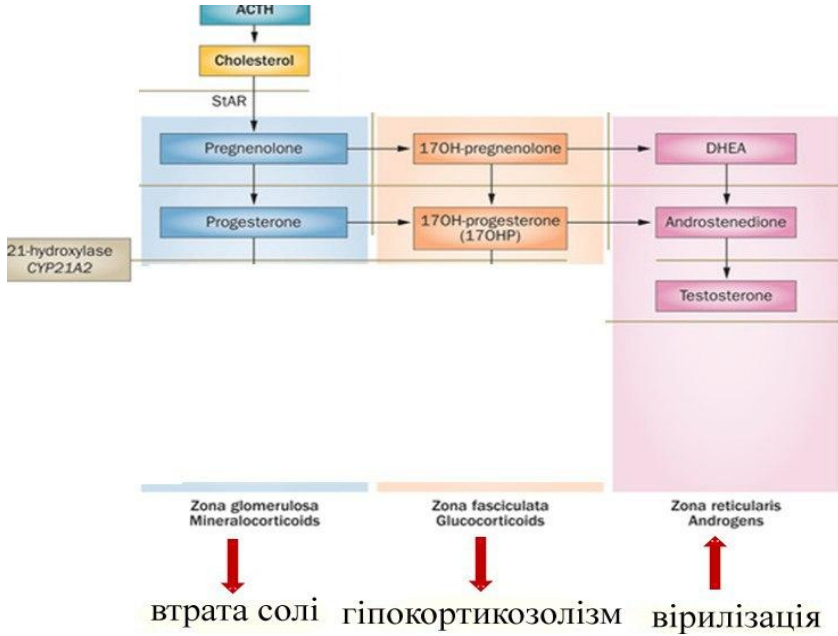 ACTH
Cholesterol
StAR
Pregnenolone
17OH-pregnenolone
DHEA
Progesterone
17OH-progesterone
(17OHP)
Androstenedione
21-hydroxylase
CYP21A2
Testosterone
Zona glomerulosa
Mineralocorticoids
Zona fasciculata
Glucocorticoids
Zona reticularis
Androgens
втрата солі
гіпокортикозолізм
вірилізація